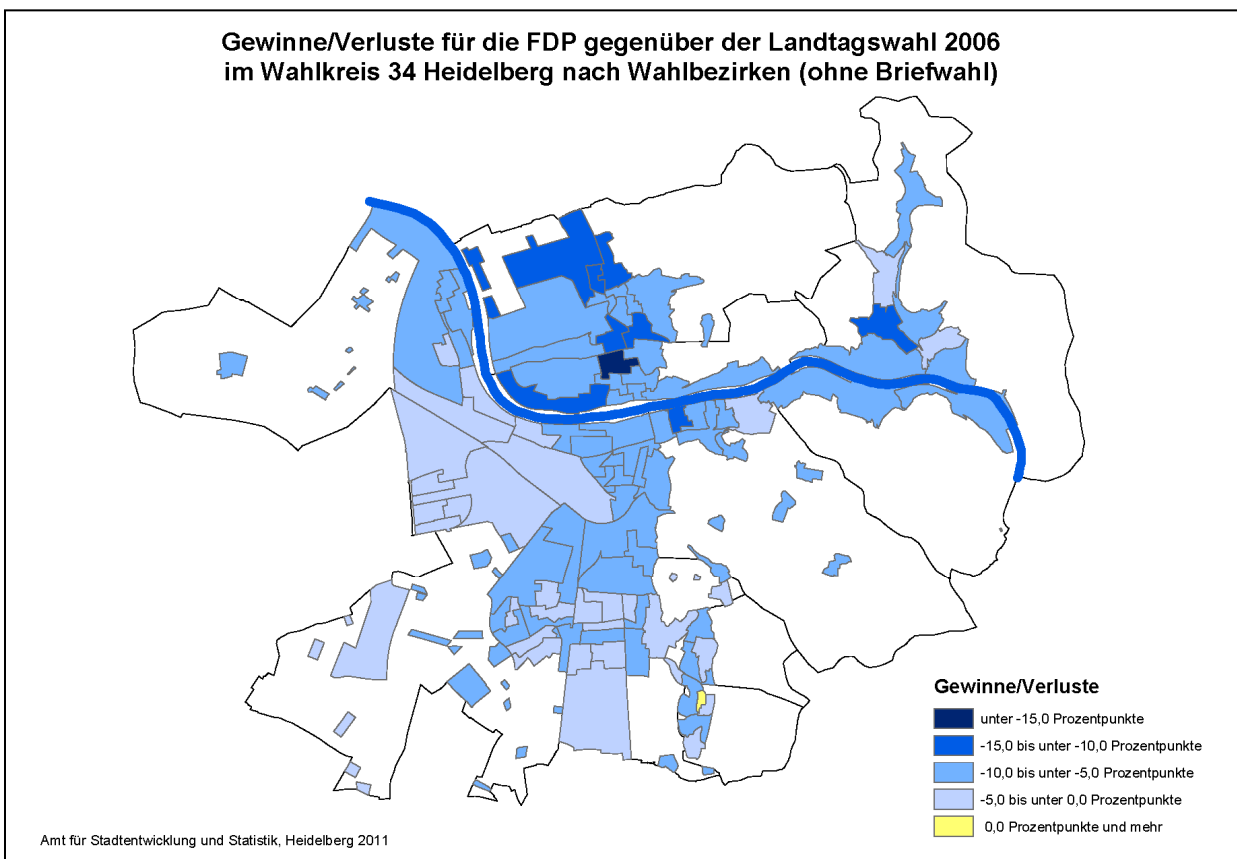 Gewinne/Verluste für die FDP gegenüber der Landtagswahl 2006
im Wahlkreis 34 Heidelberg nach Wahlbezirken (ohne Briefwahl)
Gewinne/Verluste
unter -15,0 Prozentpunkte
-15,0 bis unter -10,0 Prozentpunkte
-10,0 bis unter -5,0 Prozentpunkte
-5,0 bis unter 0,0 Prozentpunkte
0,0 Prozentpunkte und mehr
Amt für Stadtentwicklung und Statistik, Heidelberg 2011